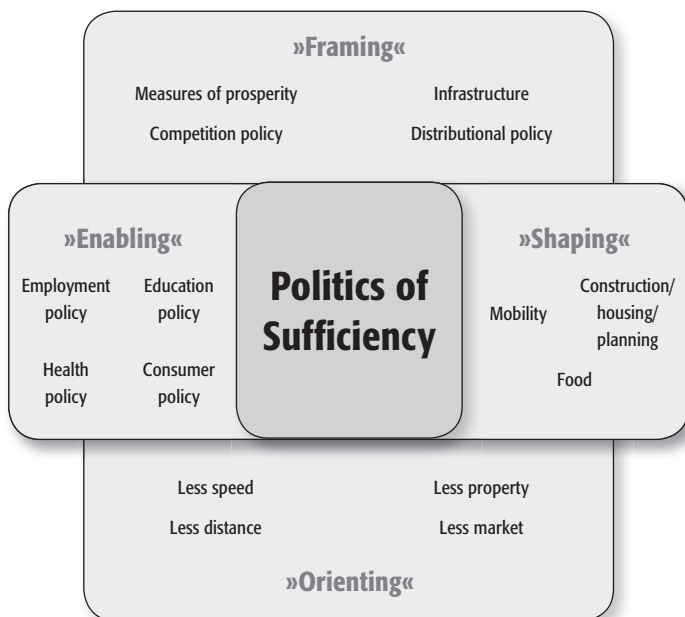 »Framing«
Measures of prosperity
Infrastructure
Competition policy
Distributional policy
»Enabling«
Employment
policy
Education
policy
Health
policy
Consumer
policy
Politics of
Sufficiency
»Shaping«
Mobility
Construction/
housing/
planning
Food
Less speed
Less property
Less distance
Less market
»Orienting«